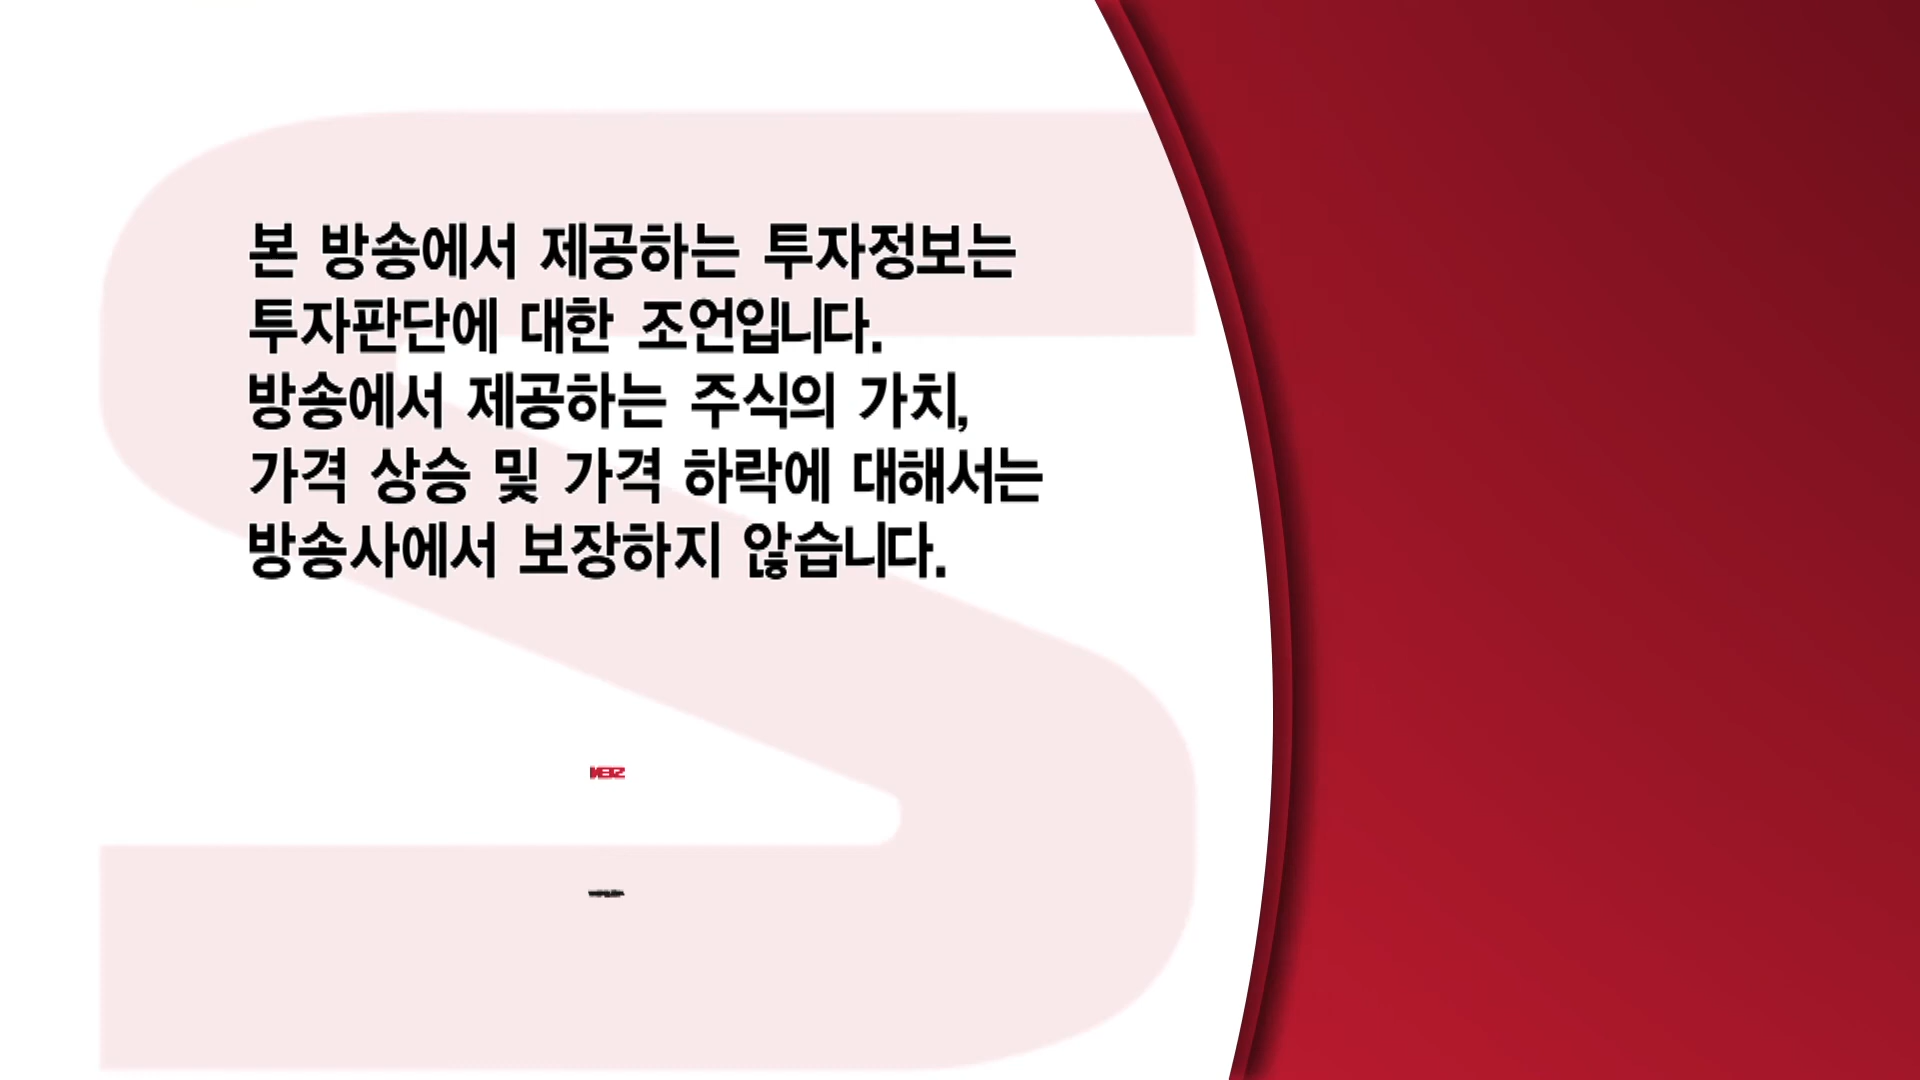 본 방송에서 제공하는 투자정보는
투자판단에 대한 조언입니다.
방송에서 제공하는 주식의 가치,
가격 상승 및 가격 하락에 대해서는
방송사에서 보장하지 않습니다.